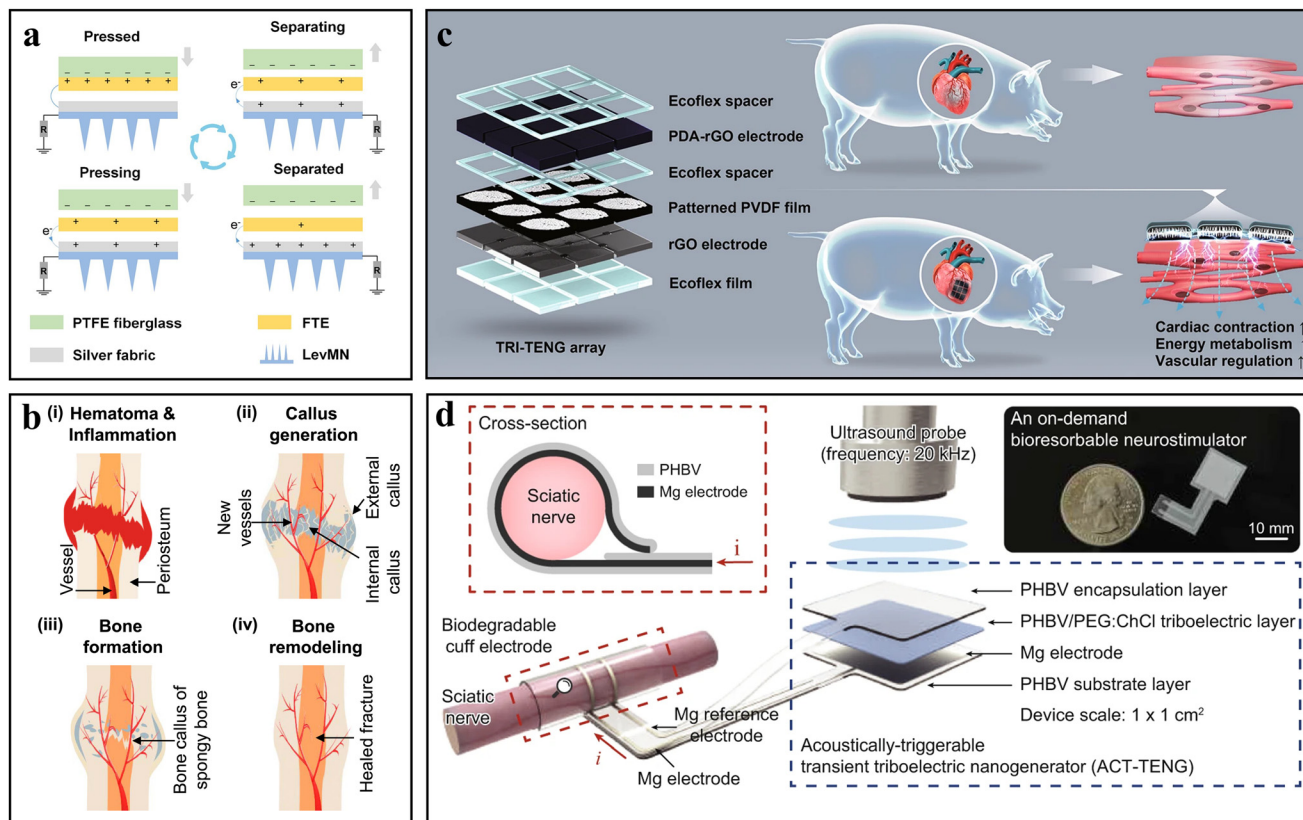 a
Pressed
Separating
− − − − − −
+ + + + + +
− − − − −
+ + +
+ + +
e-
R
R
Pressing
Separated
− − − − −
+ + +
+ + +
− − − − −
+
+ + + + +
e-
e-
R
R
PTFE fiberglass
FTE
Silver fabric
LevMN
b
(i) Hematoma &
Inflammation
Vessel
Periosteum
(ii) Callus
generation
New
vessels
External
callus
Internal
callus
(iii) Bone
formation
Bone callus of
spongy bone
(iv) Bone
remodeling
Healed fracture
c
Ecoflex spacer
PDA-rGO electrode
Ecoflex spacer
Patterned PVDF film
rGO electrode
Ecoflex film
TRI-TENG array
Cardiac contraction ↑
Energy metabolism ↑
Vascular regulation ↑
d
Cross-section
PHBV
Mg electrode
Sciatic
nerve
i
Ultrasound probe
(frequency: 20 kHz)
An on-demand
bioresorbable neurostimulator
10 mm
Biodegradable
cuff electrode
Sciatic
nerve
i
Mg reference
electrode
Mg electrode
PHBV encapsulation layer
PHBV/PEG:ChCl triboelectric layer
Mg electrode
PHBV substrate layer
Device scale: 1 x 1 cm²
Acoustically-triggerable
transient triboelectric nanogenerator (ACT-TENG)